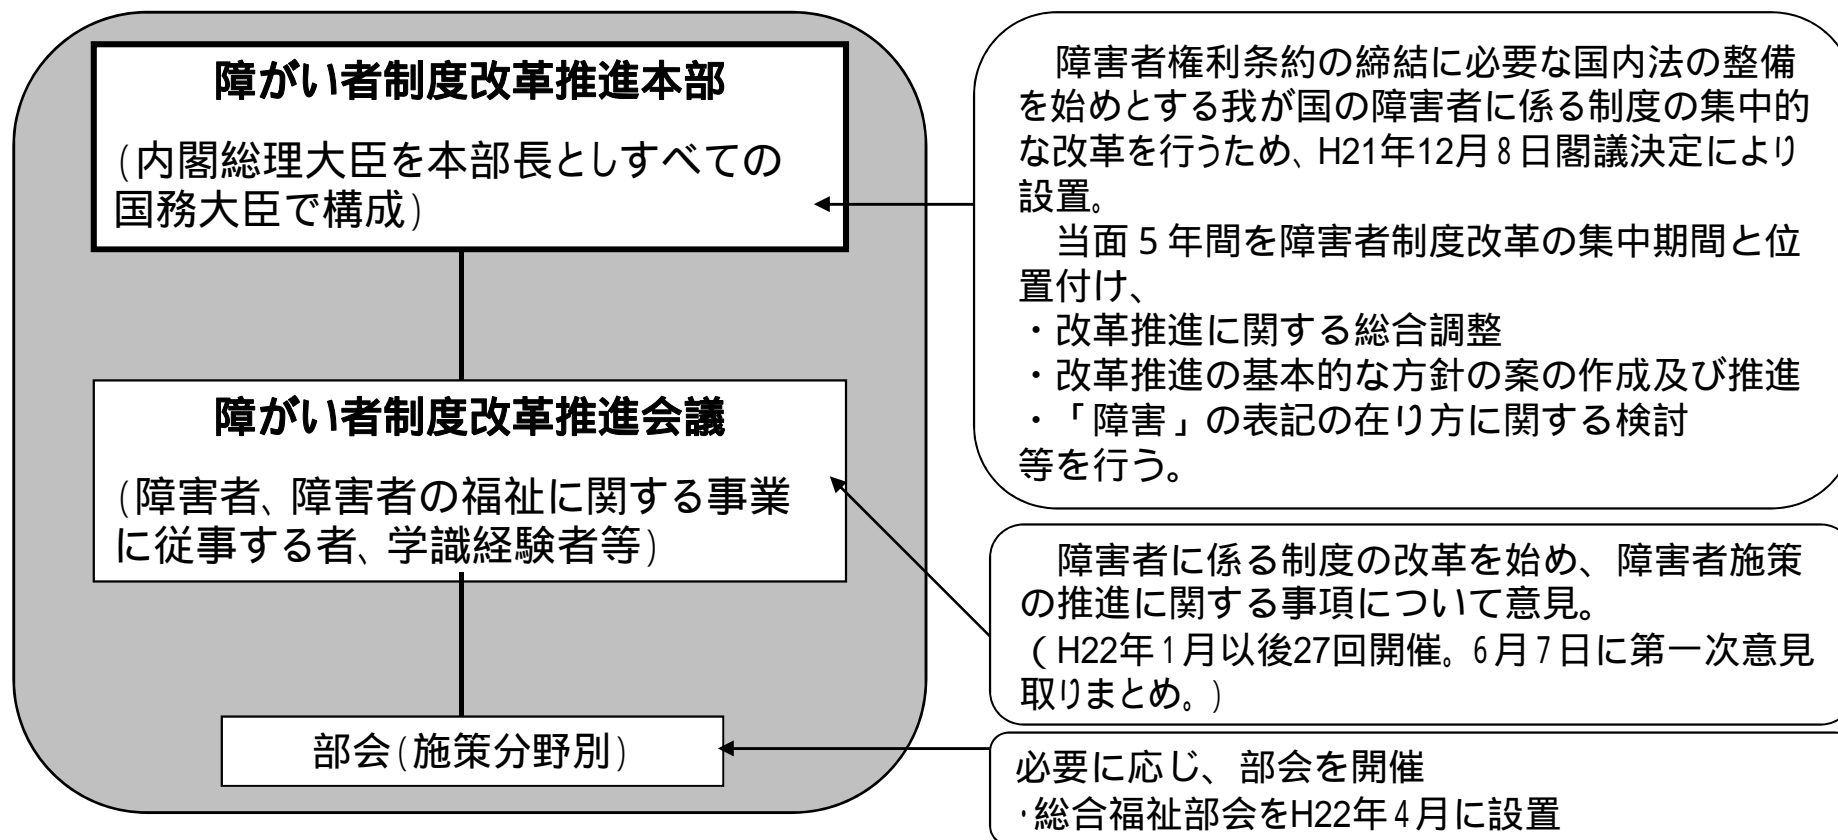 障がい者制度改革推進本部
(内閣総理大臣を本部長としすべての
国務大臣で構成)
障がい者制度改革推進会議
(障害者、障害者の福祉に関する事業
に従事する者、学識経験者等)
部会(施策分野別)
障害者権利条約の締結に必要な国内法の整備
を始めとする我が国の障害者に係る制度の集中的
な改革を行うため、H21年12月8日閣議決定により
設置。
当面5年間を障害者制度改革の集中期間と位
置付け、
・改革推進に関する総合調整
・改革推進の基本的な方針の案の作成及び推進
・「障害」の表記の在り方に関する検討
等を行う。
障害者に係る制度の改革を始め、障害者施策
の推進に関する事項について意見。
(H22年1月以後27回開催。6月7日に第一次意見
取りまとめ。)
必要に応じ、部会を開催
・総合福祉部会をH22年4月に設置